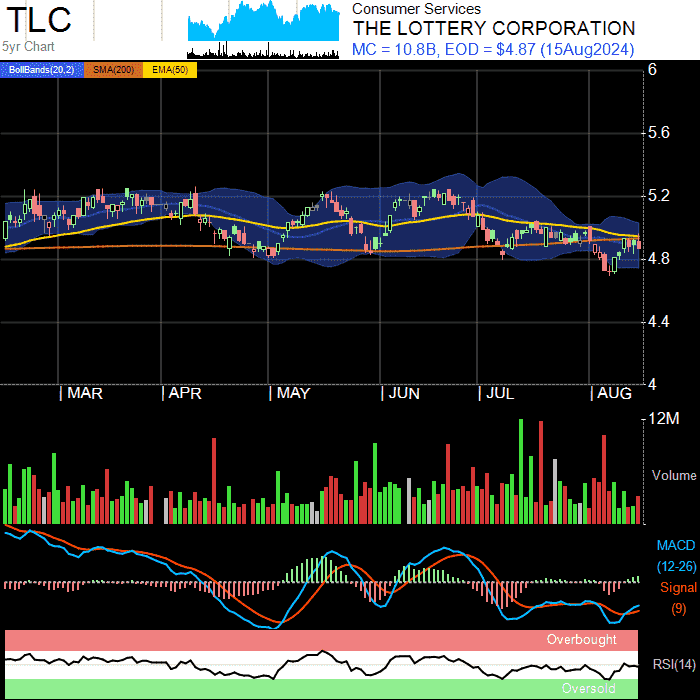 TLC
5yr Chart
Consumer Services
THE LOTTERY CORPORATION
MC = 10.8B, EOD = $4.87 (15Aug2024)
BollBands(20,2) SMA(200) EMA(50)
6
5.6
5.2
4.8
4.4
4
MAR APR MAY JUN JUL AUG
12M
Volume
MACD
(12-26)
Signal
(9)
Overbought
RSI(14)
Oversold